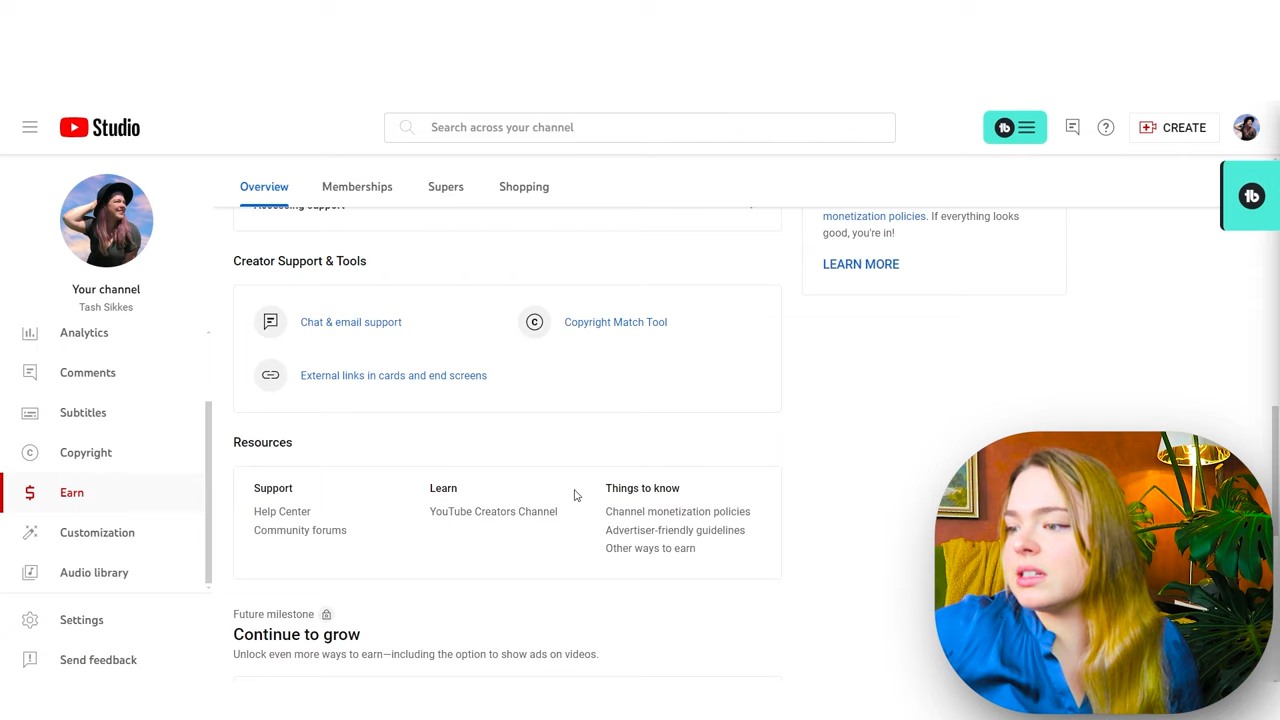 Studio
Search across your channel
CREATE
Your channel
Tash Sikkes
Analytics
Comments
Subtitles
Copyright
Earn
Customization
Audio library
Settings
Send feedback
Overview
Memberships
Supers
Shopping
Accessing support
Creator Support & Tools
Chat & email support
Copyright Match Tool
External links in cards and end screens
Resources
Support
Help Center
Community forums
Learn
YouTube Creators Channel
Things to know
Channel monetization policies
Advertiser-friendly guidelines
Other ways to earn
Future milestone
Continue to grow
Unlock even more ways to earn—including the option to show ads on videos.
monetization policies. If everything looks
good, you're in!
LEARN MORE